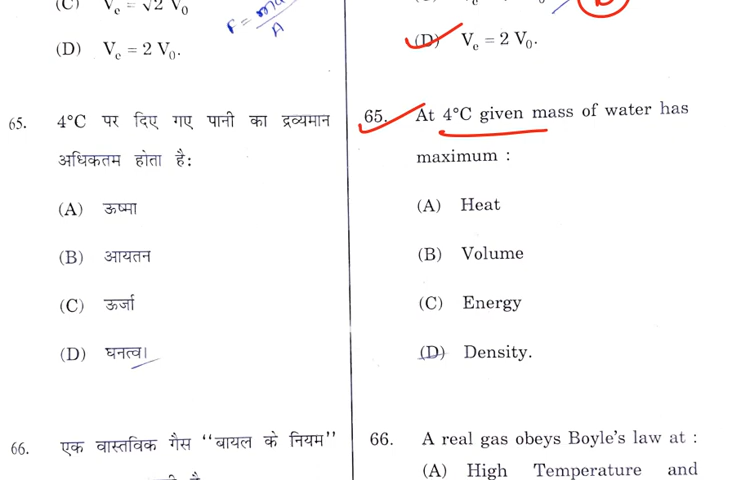 (C) Ve = √2 V0
(D) Ve = 2 V0.
F = ma/A
65. 4°C पर दिए गए पानी का द्रव्यमान
अधिकतम होता है:
(A) ऊष्मा
(B) आयतन
(C) ऊर्जा
(D) घनत्व।
66. एक वास्तविक गैस "बायल के नियम"
(D) Ve = 2 V0.
65. At 4°C given mass of water has
maximum :
(A) Heat
(B) Volume
(C) Energy
(D) Density.
66. A real gas obeys Boyle's law at :
(A) High Temperature and